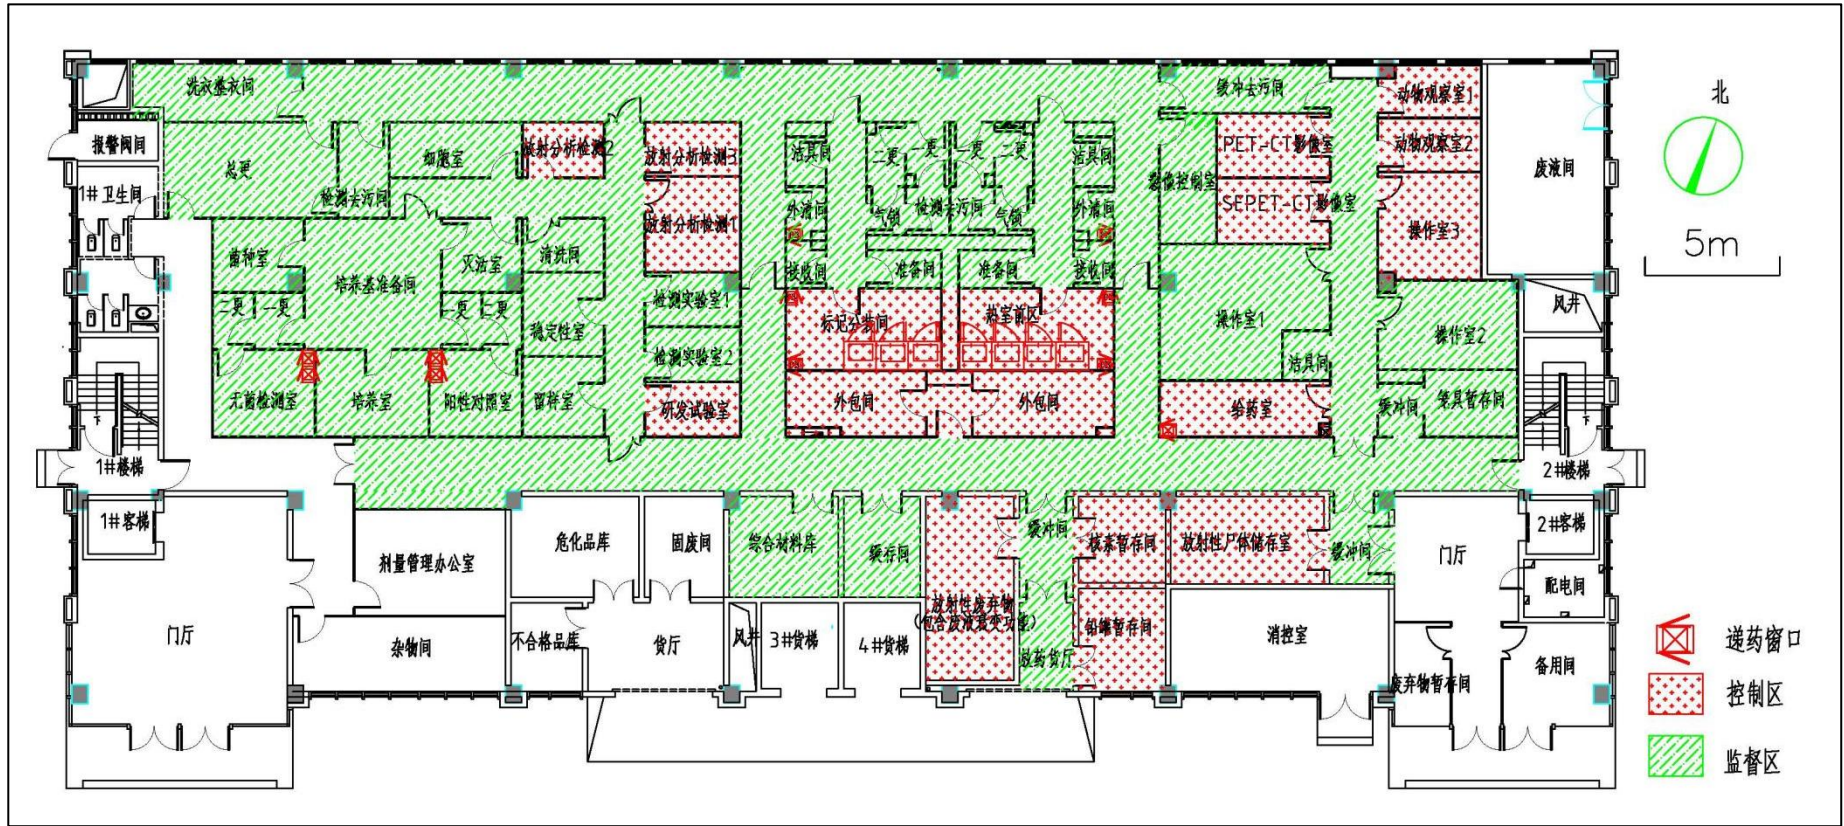 洗衣整衣间
缓冲去污间
动物观察室1
北
报警阀间
总更
细胞室
放射分析检测2
放射分析检测3
洁具间
二更
一更
一更
二更
洁具间
PET-CT影像室
动物观察室2
废液间
1#卫生间
检测去污间
放射分析检测1
外清间
气锁
检测去污间
气锁
外清间
影像控制室
SEPET-CT影像室
操作室3
5m
菌种室
培养基准备间
灭活室
清洗间
接收间
准备间
准备间
接收间
二更
一更
一更
二更
稳定性室
检测实验室1
标记分装间
热室前区
操作室1
操作室2
风井
检测实验室2
洁具间
无菌检测室
培养室
阳性对照室
留样室
研发试验室
外包间
外包间
给药室
缓冲间
笼具暂存间
下
下
1#楼梯
2#楼梯
1#客梯
剂量管理办公室
危化品库
固废间
综合材料库
缓存间
缓冲间
核素暂存间
放射性尸体储存室
缓冲间
门厅
2#客梯
配电间
门厅
杂物间
不合格品库
货厅
风井
3#货梯
4#货梯
放射性废弃物
(包含废液衰变功能)
放药货厅
铅罐暂存间
消控室
废弃物暂存间
备用间
递药窗口
控制区
监督区